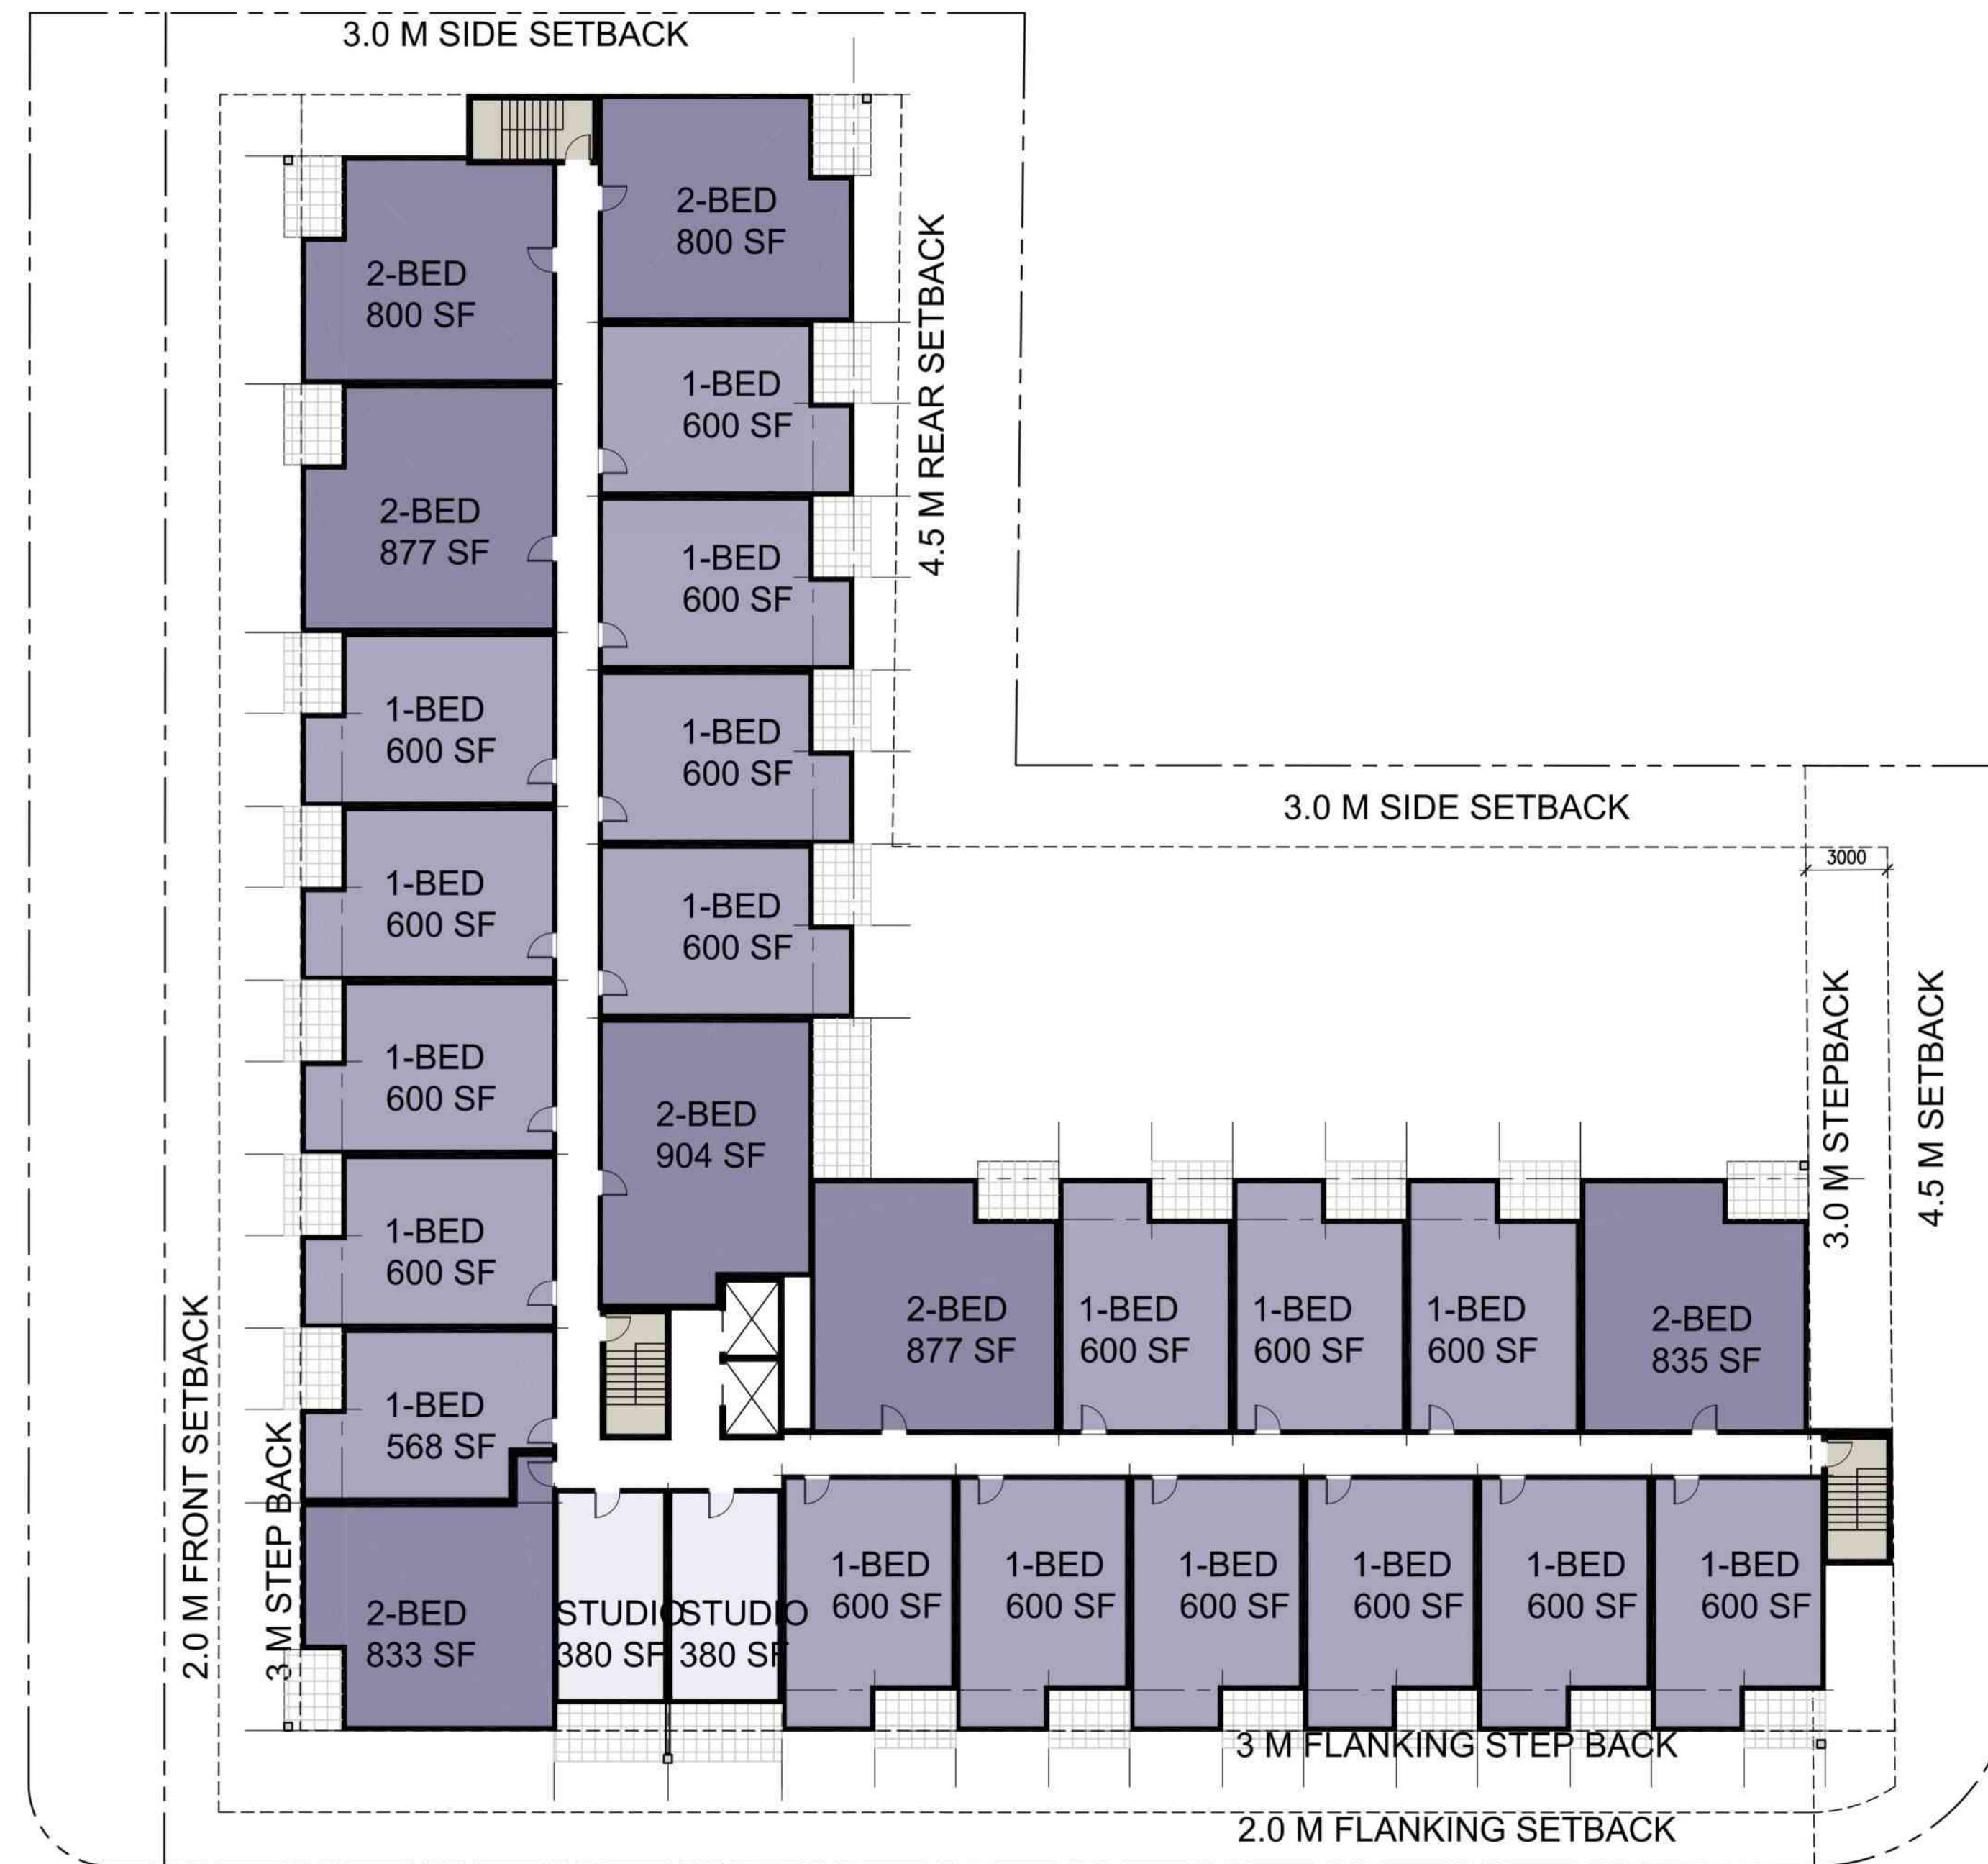 3.0 M SIDE SETBACK
2-BED
800 SF
2-BED
800 SF
4.5 M REAR SETBACK
1-BED
600 SF
2-BED
877 SF
1-BED
600 SF
1-BED
600 SF
1-BED
600 SF
3.0 M SIDE SETBACK
3000
1-BED
600 SF
1-BED
600 SF
1-BED
600 SF
3.0 M STEPBACK
4.5 M SETBACK
2-BED
904 SF
1-BED
600 SF
2-BED
877 SF
1-BED
600 SF
1-BED
600 SF
1-BED
600 SF
2-BED
835 SF
1-BED
568 SF
2.0 M FRONT SETBACK
3 M STEP BACK
2-BED
833 SF
STUDIO
380 SF
STUDIO
380 SF
1-BED
600 SF
1-BED
600 SF
1-BED
600 SF
1-BED
600 SF
1-BED
600 SF
1-BED
600 SF
3 M FLANKING STEP BACK
2.0 M FLANKING SETBACK